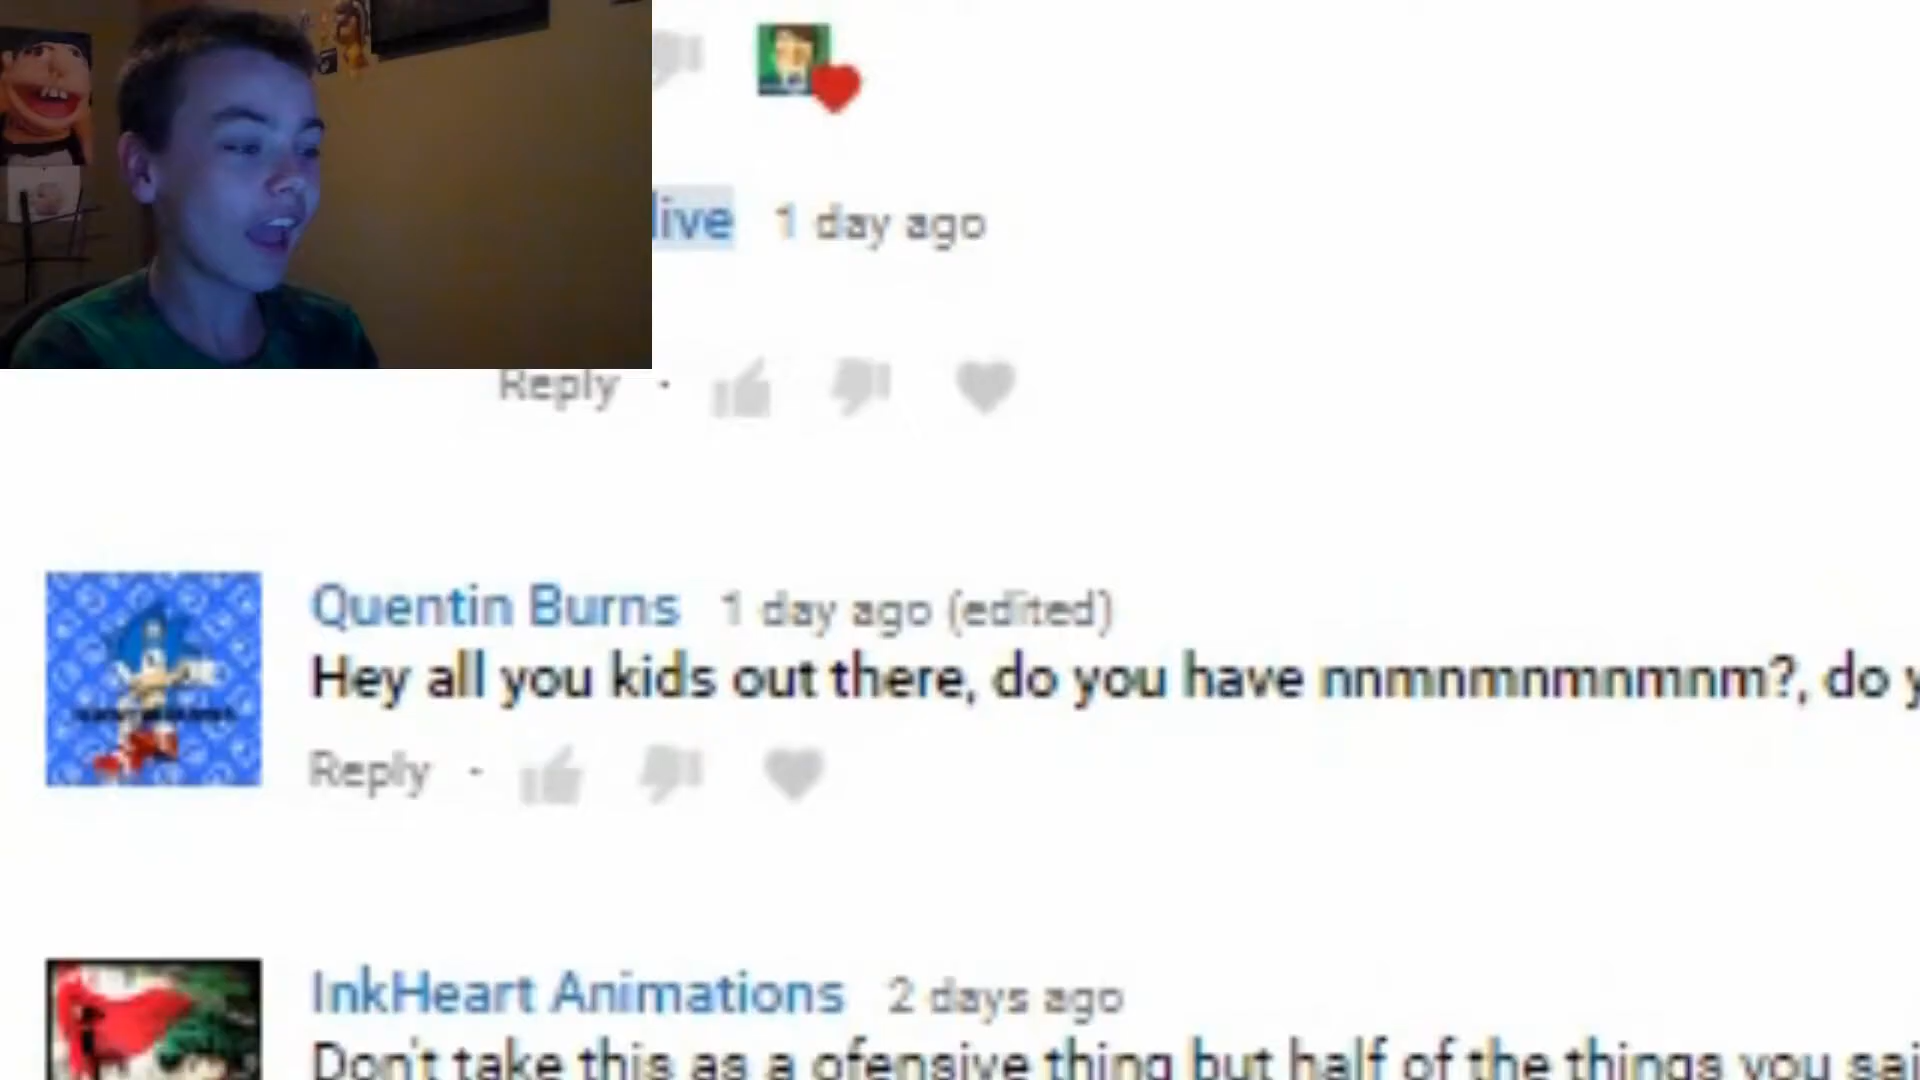 live 1 day ago
Reply ·
Quentin Burns 1 day ago (edited)
Hey all you kids out there, do you have nnmnmnmnmnm?, do y
Reply ·
InkHeart Animations 2 days ago
Don't take this as a ofensive thing but half of the things you sai